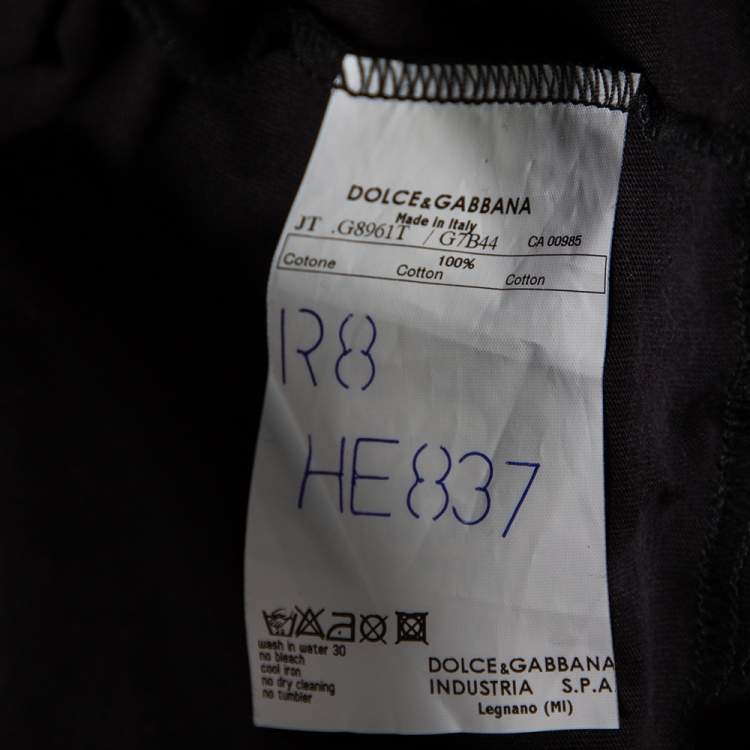 DOLCE&GABBANA
Made in Italy
JT .G8961T / G7B44 CA 00985
Cotone 100% Cotton Cotton
R8
HE837
wash in water 30
no bleach
cool iron
no dry cleaning
no tumbler
DOLCE&GABBANA
INDUSTRIA S.P.A
Legnano (MI)